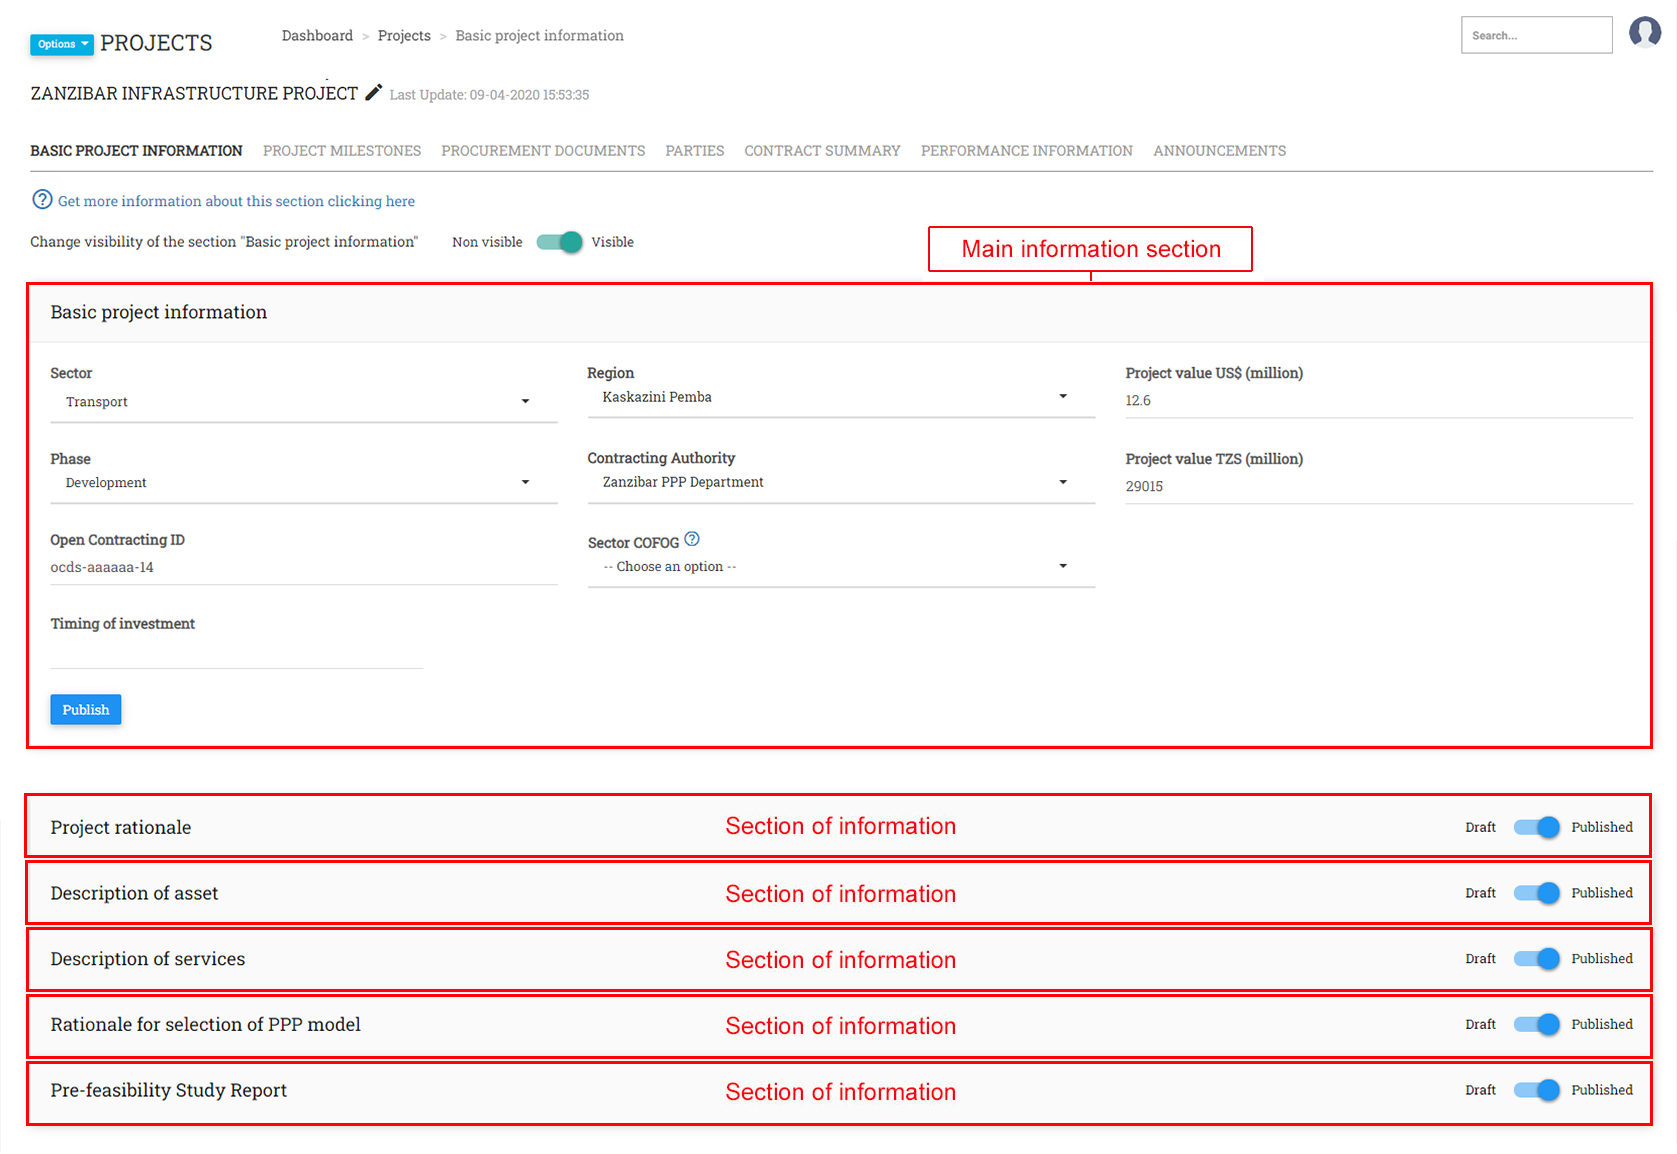 Options PROJECTS
Dashboard > Projects > Basic project information
Search...
ZANZIBAR INFRASTRUCTURE PROJECT Last Update: 09-04-2020 15:53:35
BASIC PROJECT INFORMATION PROJECT MILESTONES PROCUREMENT DOCUMENTS PARTIES CONTRACT SUMMARY PERFORMANCE INFORMATION ANNOUNCEMENTS
? Get more information about this section clicking here
Change visibility of the section "Basic project information" Non visible Visible
Main information section
Basic project information
Sector
Transport
Region
Kaskazini Pemba
Project value US$ (million)
12.6
Phase
Development
Contracting Authority
Zanzibar PPP Department
Project value TZS (million)
29015
Open Contracting ID
ocds-aaaaaa-14
Sector COFOG ?
-- Choose an option --
Timing of investment
Publish
Project rationale Section of information Draft Published
Description of asset Section of information Draft Published
Description of services Section of information Draft Published
Rationale for selection of PPP model Section of information Draft Published
Pre-feasibility Study Report Section of information Draft Published